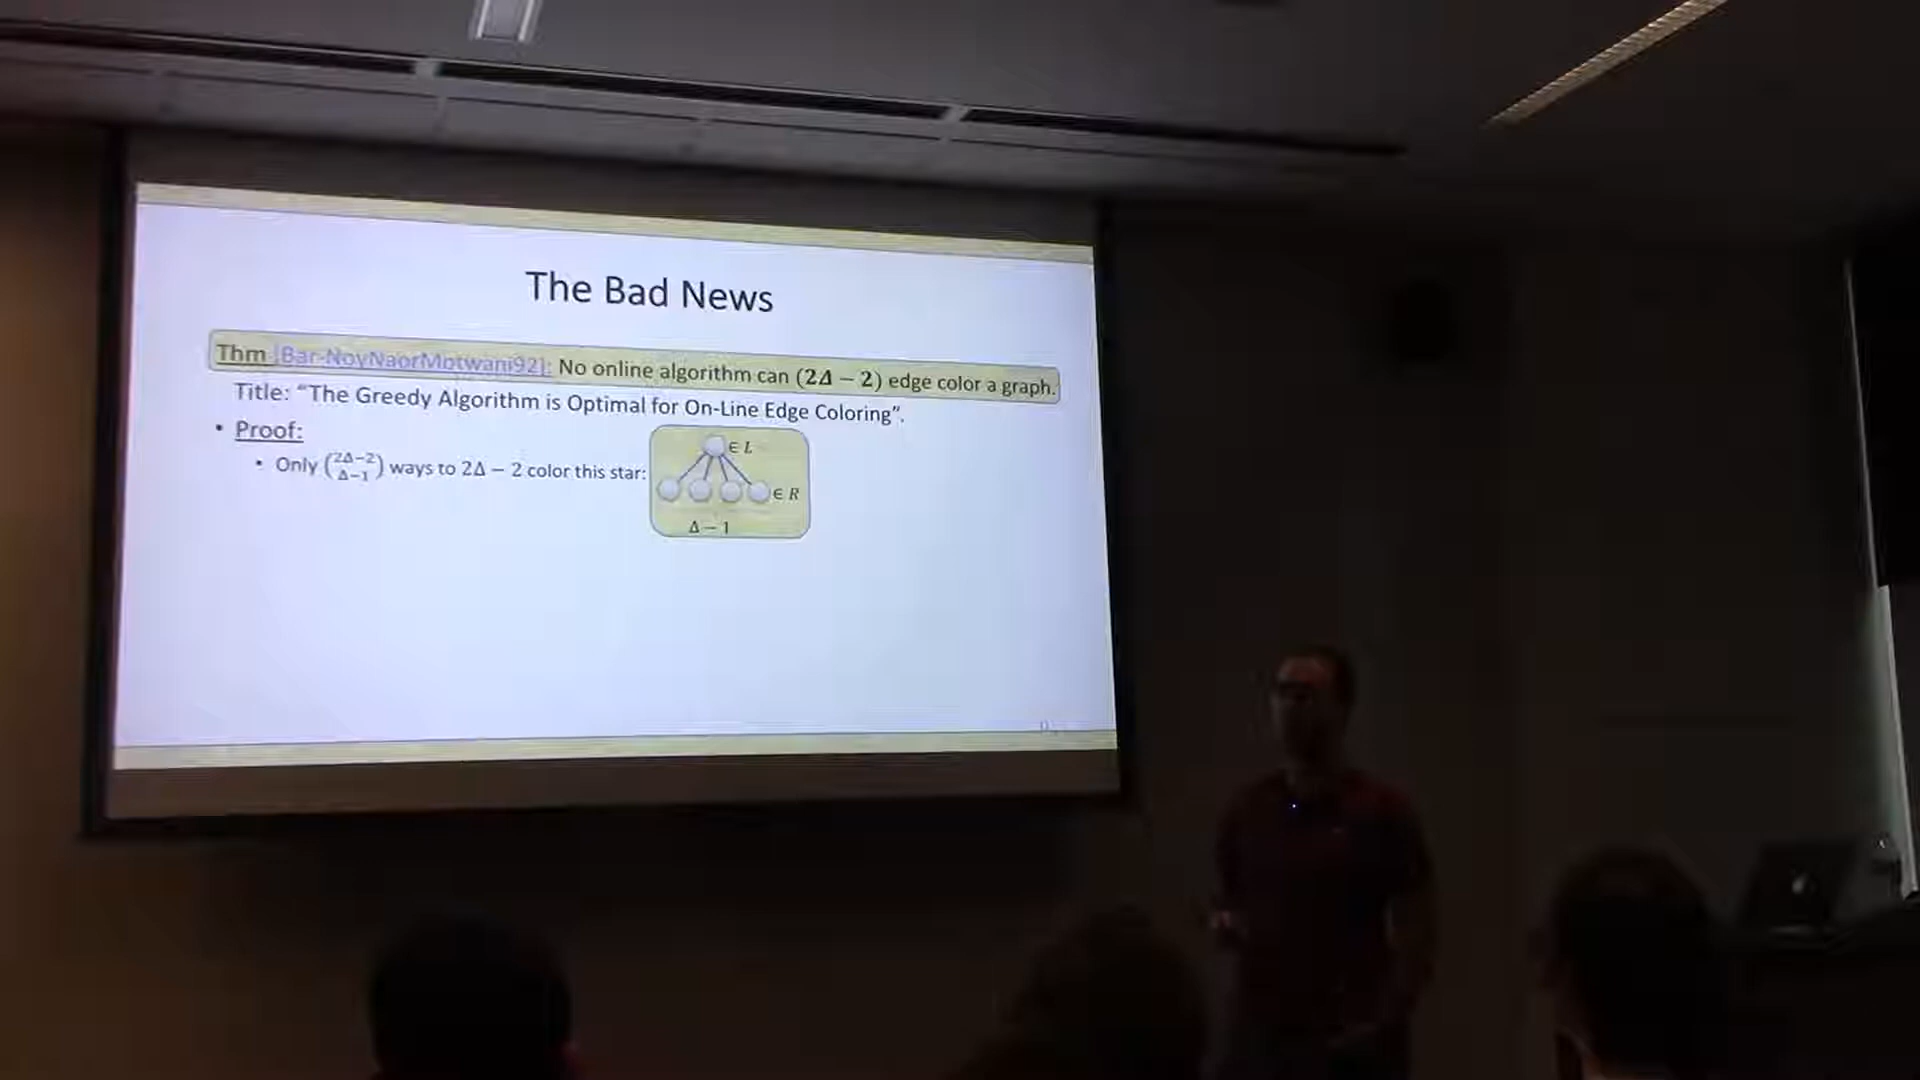 The Bad News
Thm [Bar-NoyNaorMotwani92]: No online algorithm can (2Δ − 2) edge color a graph.
Title: “The Greedy Algorithm is Optimal for On-Line Edge Coloring”.
• Proof:
• Only (2Δ−2 Δ−1) ways to 2Δ − 2 color this star:
∈ L
∈ R
Δ − 1